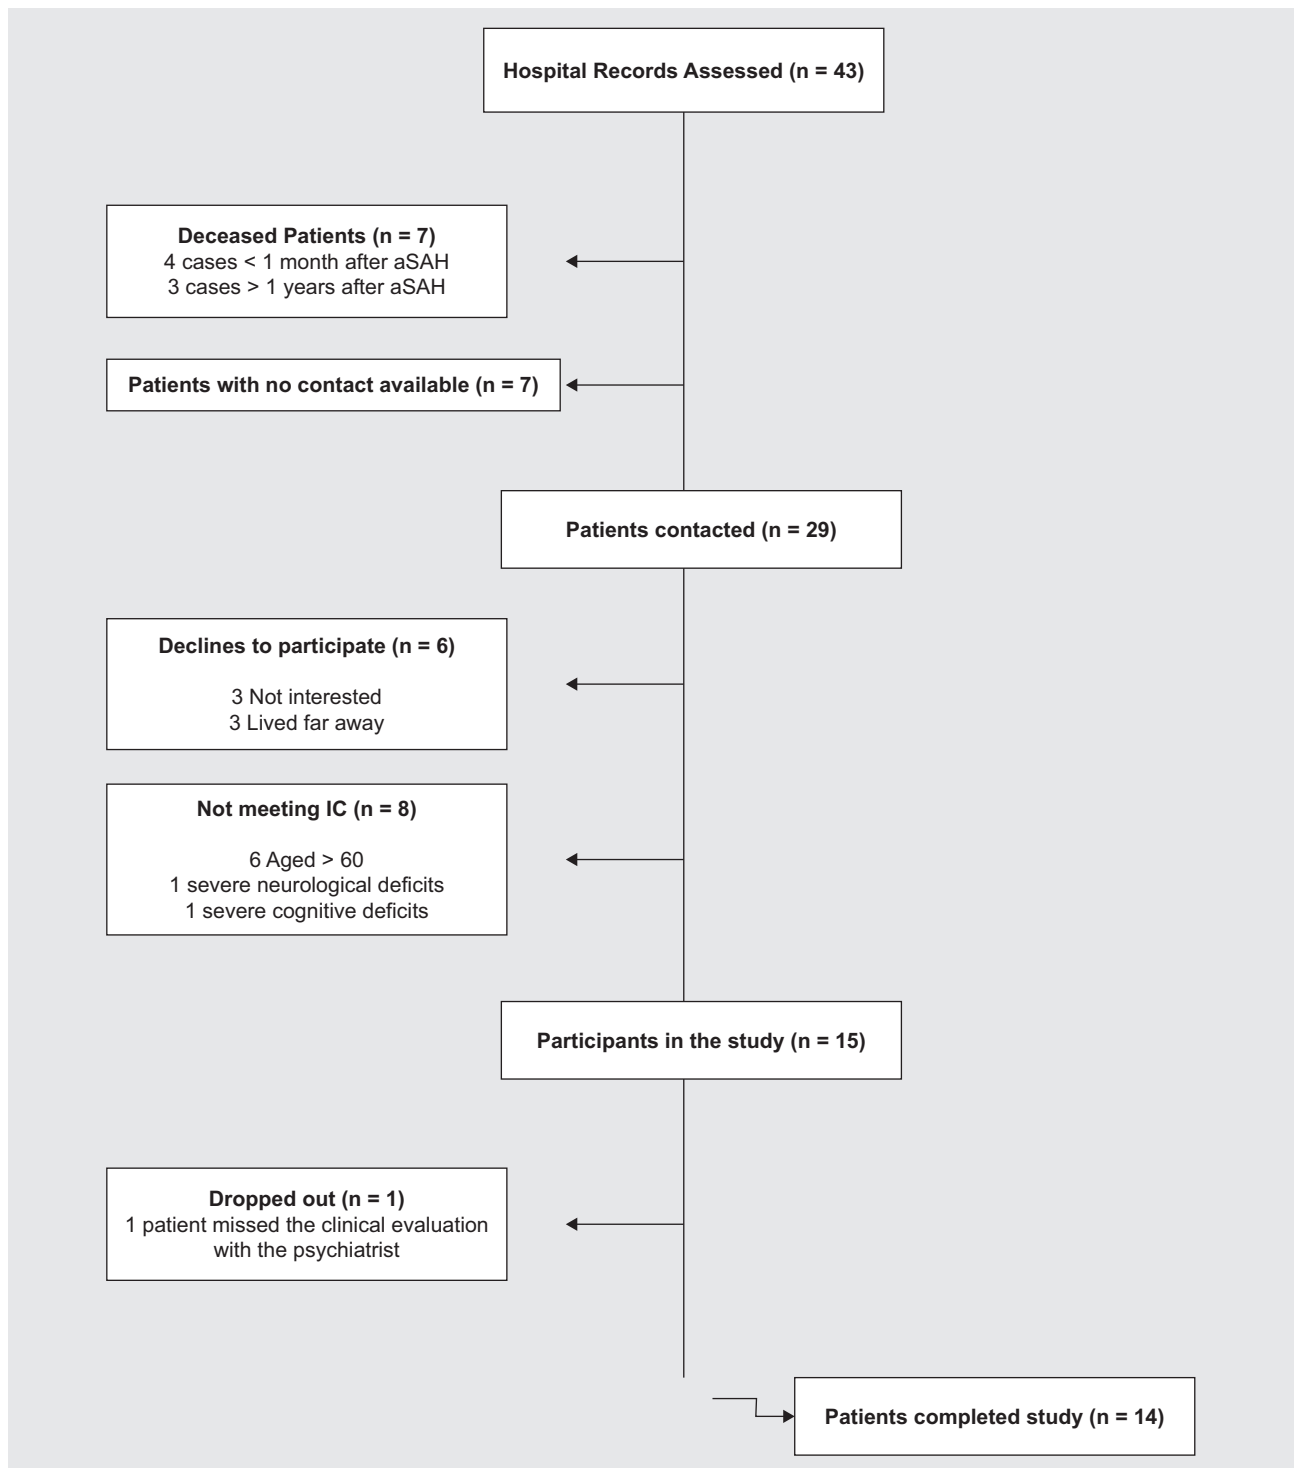 Hospital Records Assessed (n = 43)
Deceased Patients (n = 7)
4 cases < 1 month after aSAH
3 cases > 1 years after aSAH
Patients with no contact available (n = 7)
Patients contacted (n = 29)
Declines to participate (n = 6)
3 Not interested
3 Lived far away
Not meeting IC (n = 8)
6 Aged > 60
1 severe neurological deficits
1 severe cognitive deficits
Participants in the study (n = 15)
Dropped out (n = 1)
1 patient missed the clinical evaluation
with the psychiatrist
Patients completed study (n = 14)